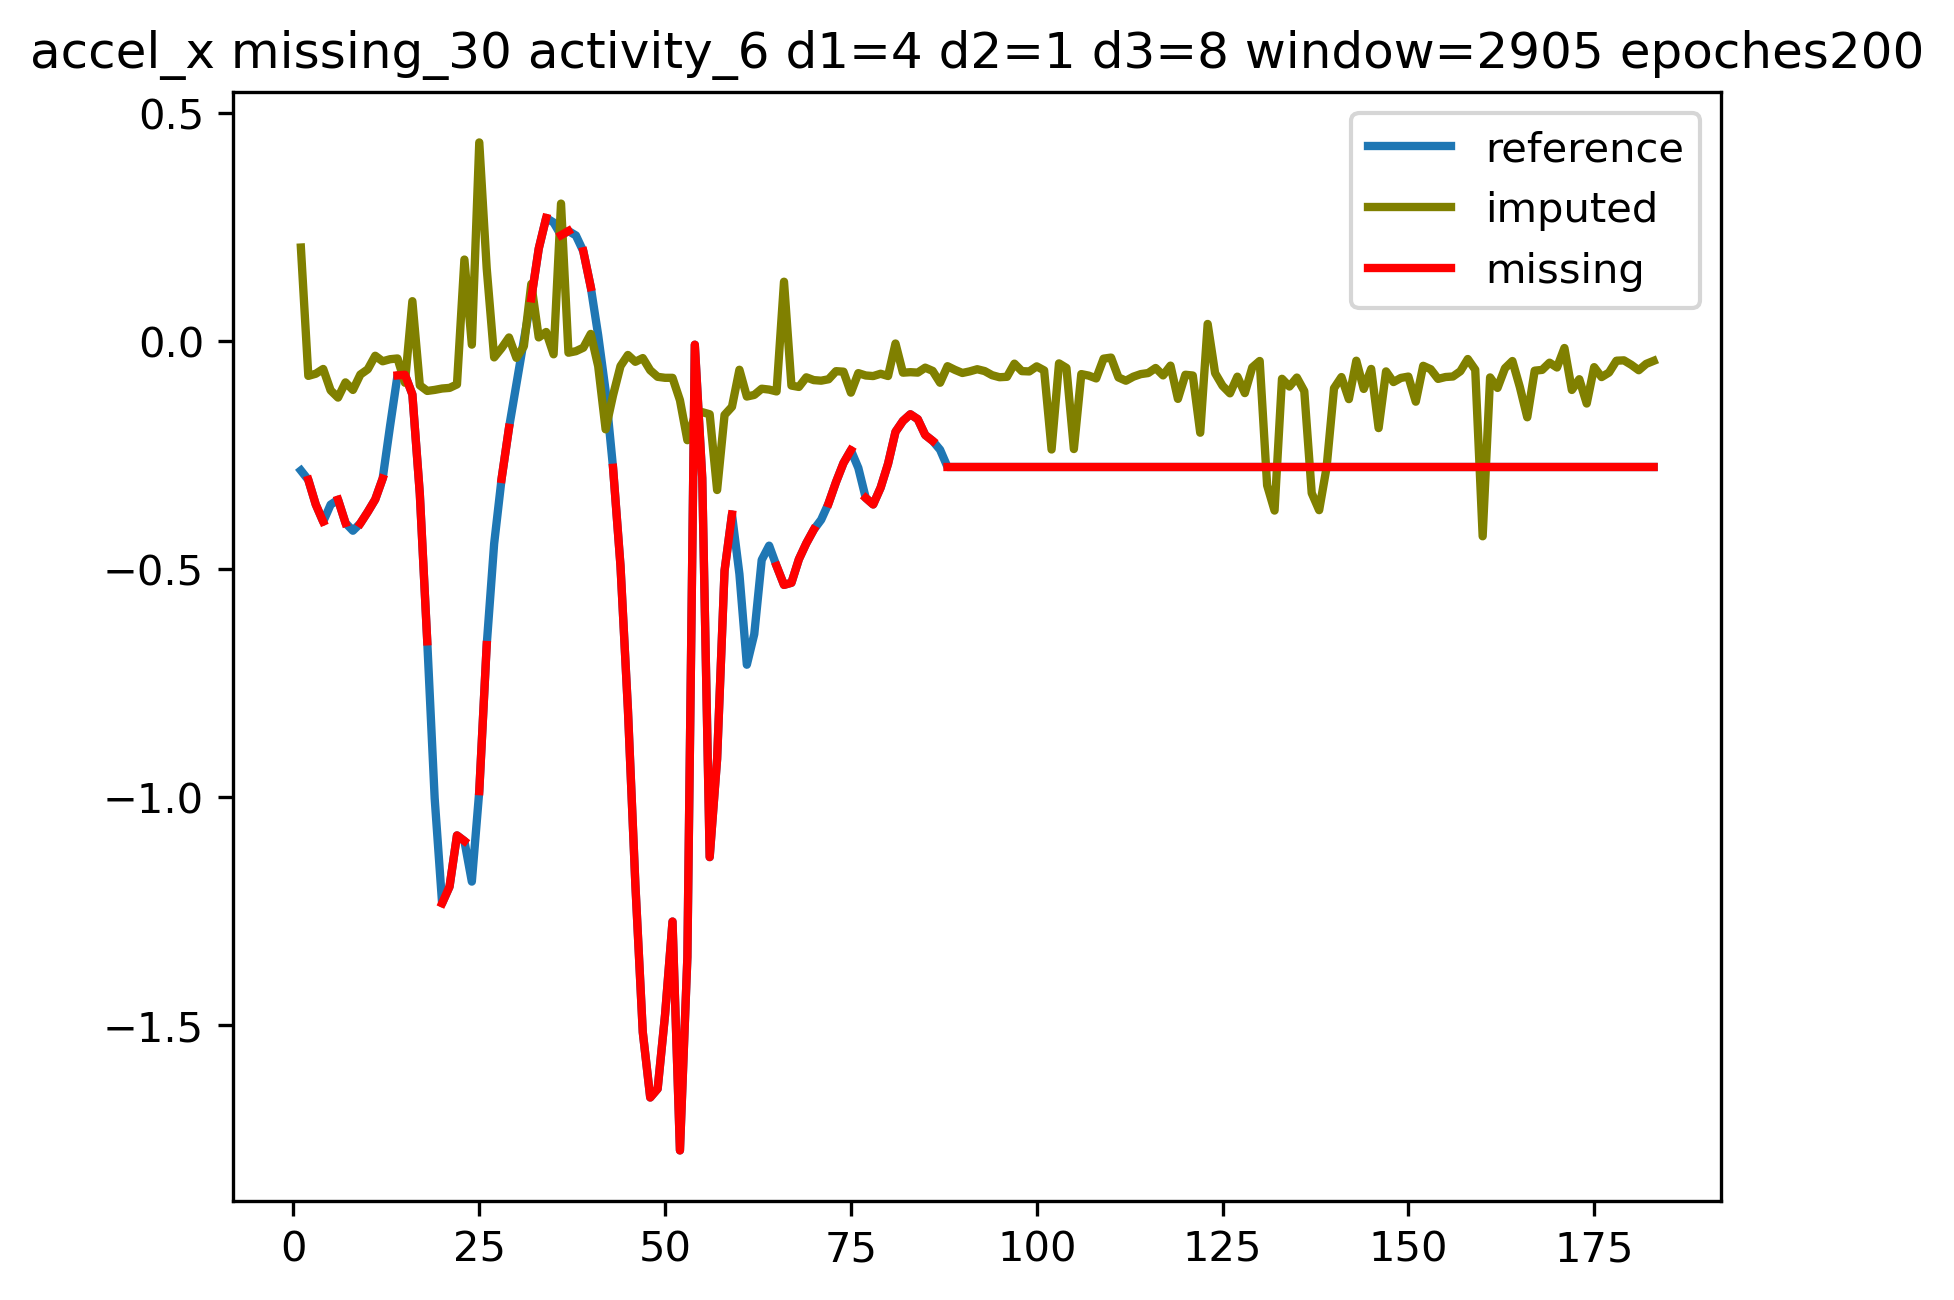 accel_x missing_30 activity_6 d1=4 d2=1 d3=8 window=2905 epoches200
0.5
0.0
−0.5
−1.0
−1.5
reference
imputed
missing
0 25 50 75 100 125 150 175